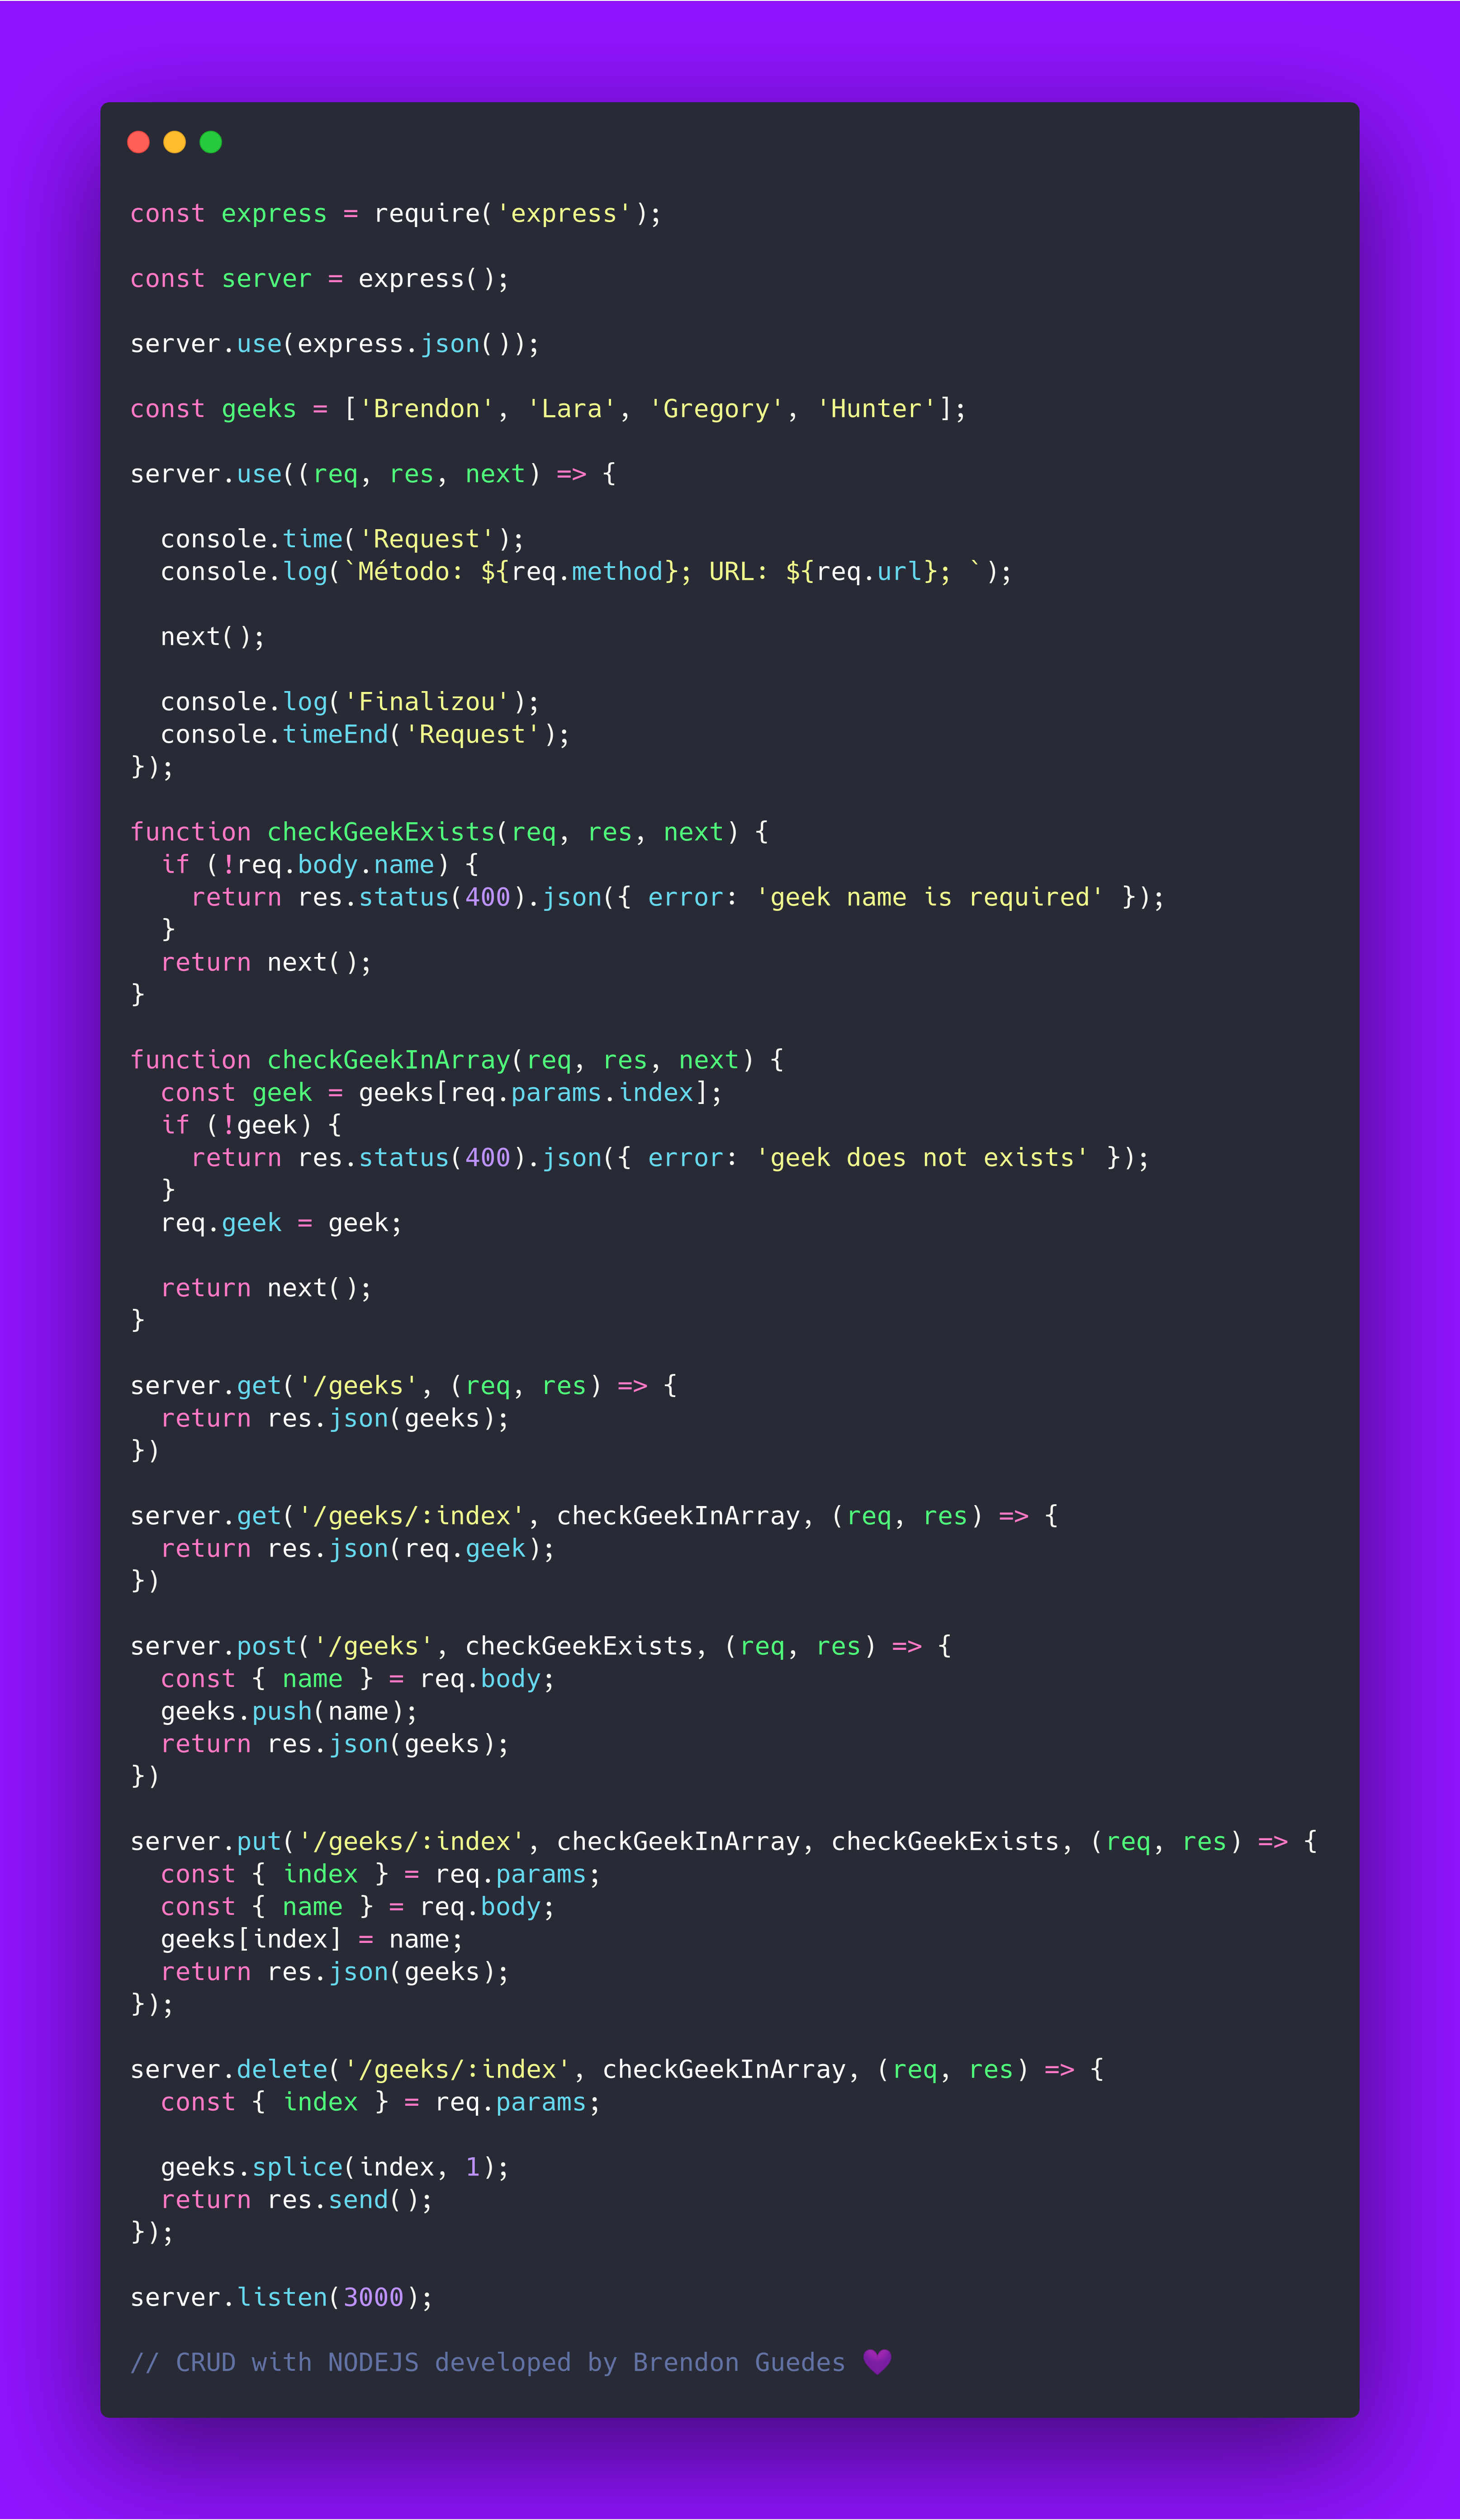 const express = require('express');

const server = express();

server.use(express.json());

const geeks = ['Brendon', 'Lara', 'Gregory', 'Hunter'];

server.use((req, res, next) => {

  console.time('Request');
  console.log(`Método: ${req.method}; URL: ${req.url}; `);

  next();

  console.log('Finalizou');
  console.timeEnd('Request');
});

function checkGeekExists(req, res, next) {
  if (!req.body.name) {
    return res.status(400).json({ error: 'geek name is required' });
  }
  return next();
}

function checkGeekInArray(req, res, next) {
  const geek = geeks[req.params.index];
  if (!geek) {
    return res.status(400).json({ error: 'geek does not exists' });
  }
  req.geek = geek;

  return next();
}

server.get('/geeks', (req, res) => {
  return res.json(geeks);
})

server.get('/geeks/:index', checkGeekInArray, (req, res) => {
  return res.json(req.geek);
})

server.post('/geeks', checkGeekExists, (req, res) => {
  const { name } = req.body;
  geeks.push(name);
  return res.json(geeks);
})

server.put('/geeks/:index', checkGeekInArray, checkGeekExists, (req, res) => {
  const { index } = req.params;
  const { name } = req.body;
  geeks[index] = name;
  return res.json(geeks);
});

server.delete('/geeks/:index', checkGeekInArray, (req, res) => {
  const { index } = req.params;

  geeks.splice(index, 1);
  return res.send();
});

server.listen(3000);

// CRUD with NODEJS developed by Brendon Guedes 💜